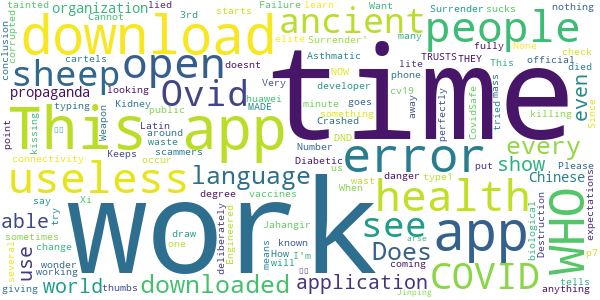 tainted organization Cannot 3rd starts lied Surrender sucks None nothing
Failure learn many official check
conclusion corrupted download ancient people
cartels Asthmatic TRUSTS THEY This fully Since
propaganda sheep open NOW elite Want
Surrender' lite phone died
looking doesnt developer
Very huawei MADE cv19 CovidSafe
This app Ovid time even
kissing typing Kidney public minute goes Crashed something
point Latin around waste scammers Weapon
Number DND tried mass away perfectly killing
useless language error every show Chinese
connectivity Keeps occur Diabetic us put Please
Xi degree vaccines When wast danger type1
say able sometimes try use change wonder working
world work see health WHO
Jahangir known How I'm will means coming
deliberately Engineered draw one
app Does COVID
biological Destruction expectations
giving several thumbs downloaded application
arse Jinping tells anything p7